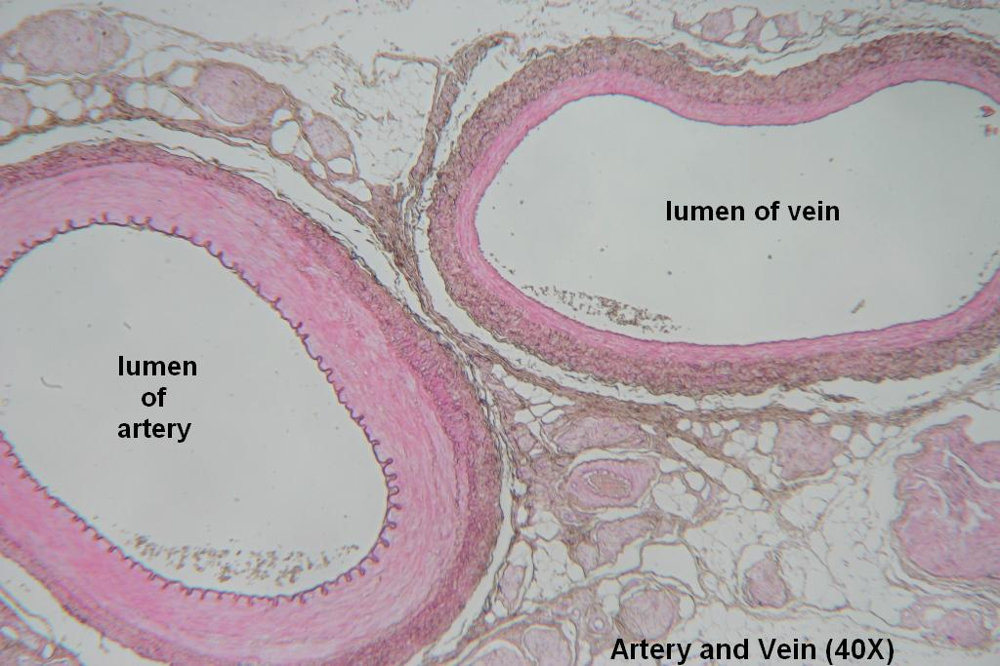 lumen of vein
lumen
of
artery
Artery and Vein (40X)